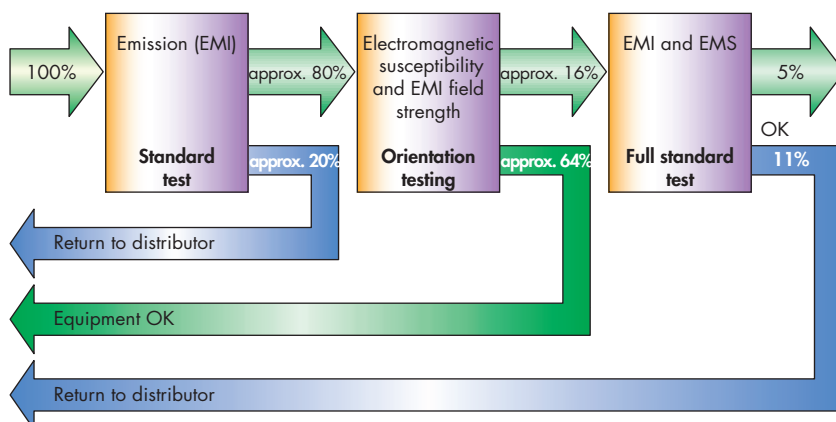 100%
Emission (EMI)
Standard
test
approx. 80%
approx. 20%
Electromagnetic
susceptibility
and EMI field
strength
Orientation
testing
approx. 16%
approx. 64%
EMI and EMS
Full standard
test
5%
OK
11%
Return to distributor
Equipment OK
Return to distributor